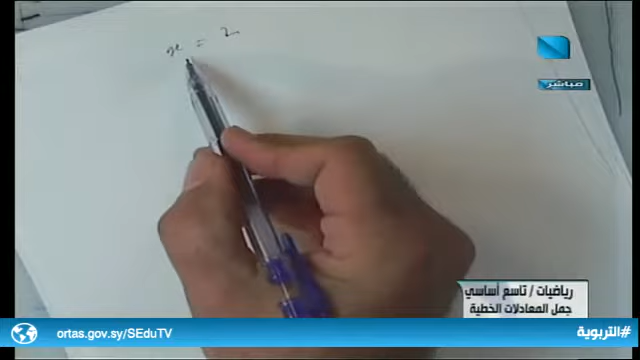 x = 2
مباشر
رياضيات / تاسع أساسي
جمل المعادلات الخطية
ortas.gov.sy/SEduTV
#التربوية